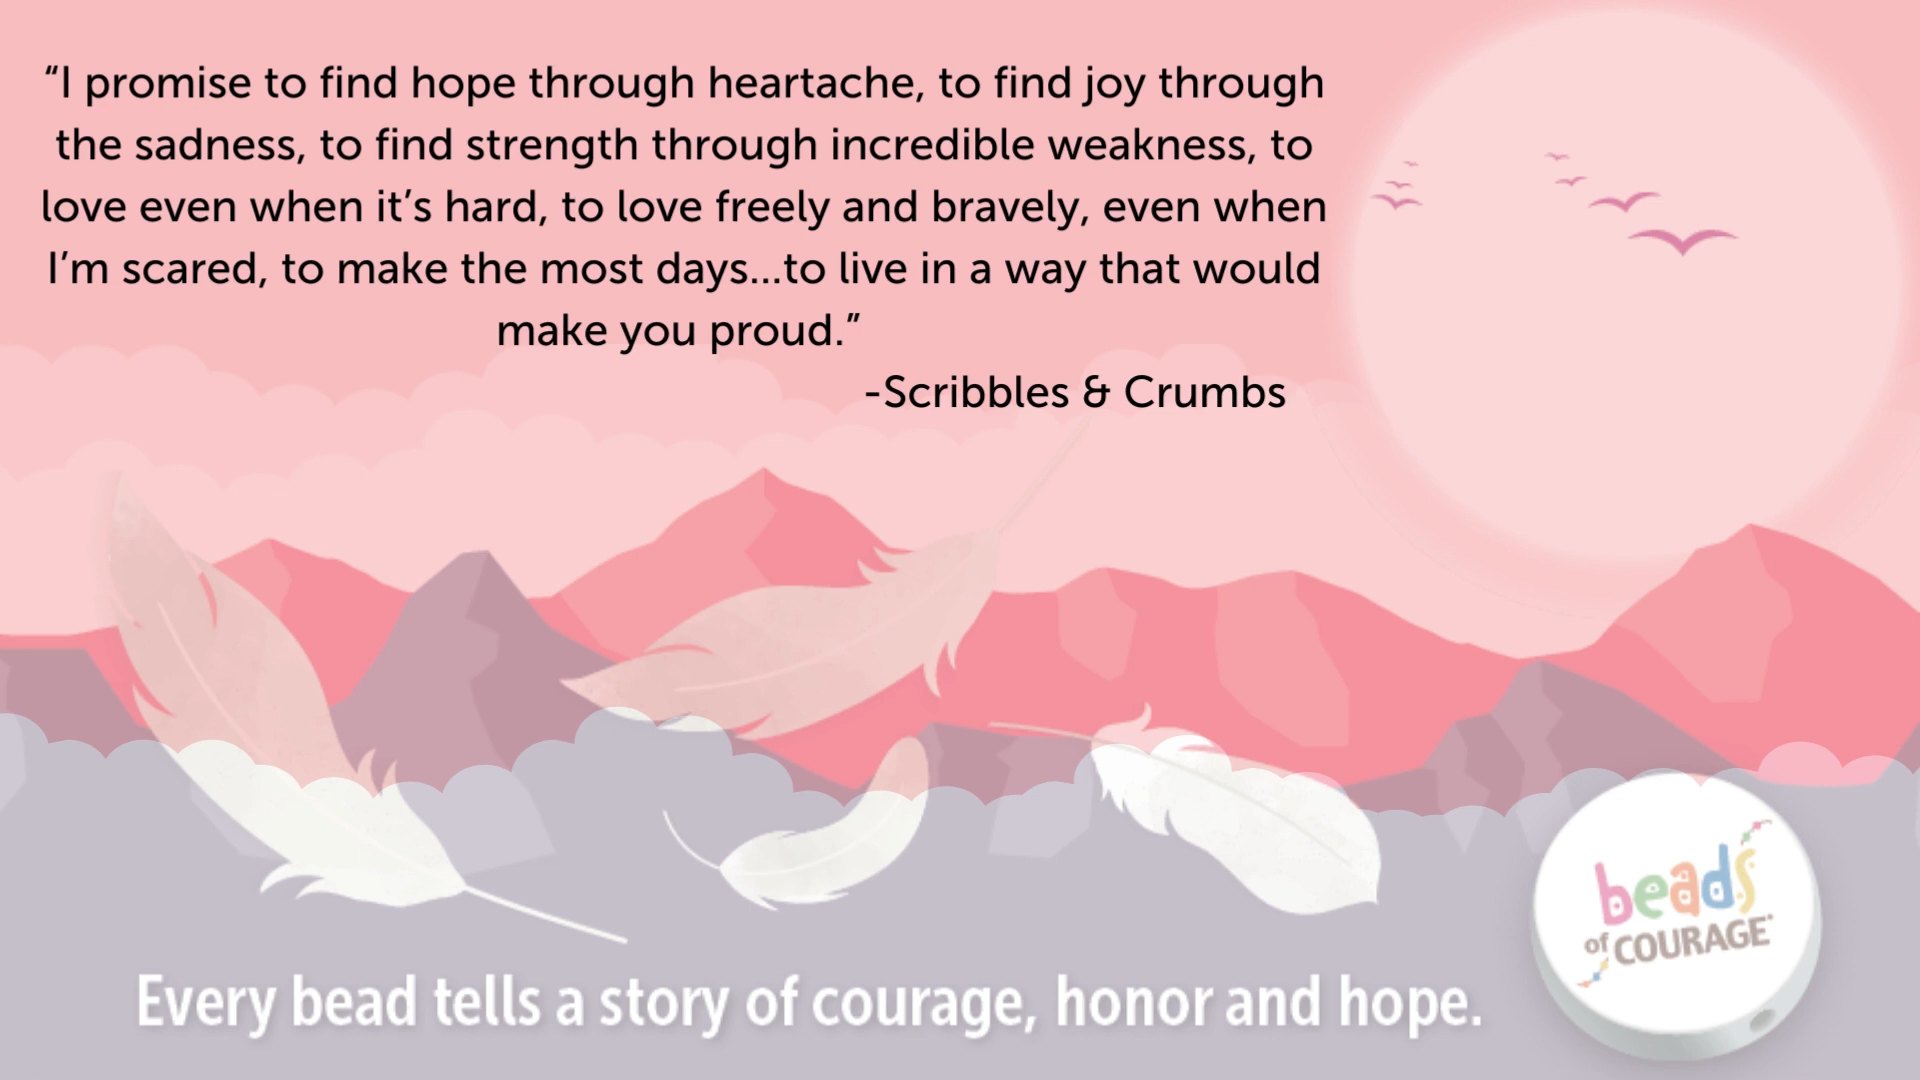 “I promise to find hope through heartache, to find joy through
the sadness, to find strength through incredible weakness, to
love even when it’s hard, to love freely and bravely, even when
I’m scared, to make the most days...to live in a way that would
make you proud.”
-Scribbles & Crumbs
beads
of COURAGE
Every bead tells a story of courage, honor and hope.